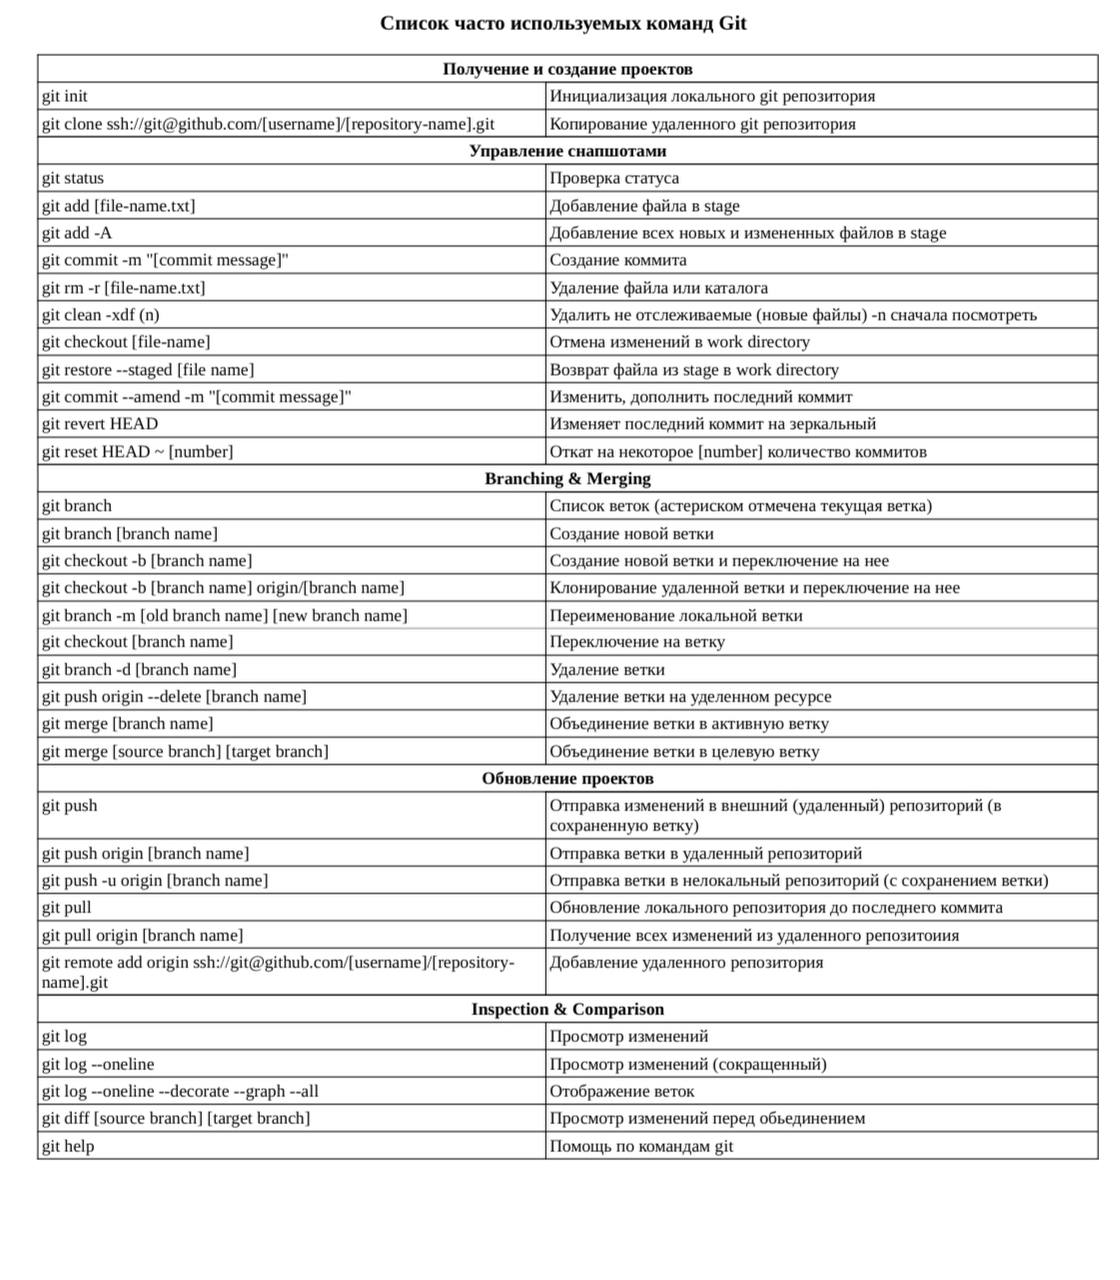 Список часто используемых команд Git
Получение и создание проектов
git init Инициализация локального git репозитория
git clone ssh://git@github.com/[username]/[repository-name].git Копирование удаленного git репозитория
Управление снапшотами
git status Проверка статуса
git add [file-name.txt] Добавление файла в stage
git add -A Добавление всех новых и измененных файлов в stage
git commit -m "[commit message]" Создание коммита
git rm -r [file-name.txt] Удаление файла или каталога
git clean -xdf (n) Удалить не отслеживаемые (новые файлы) -n сначала посмотреть
git checkout [file-name] Отмена изменений в work directory
git restore --staged [file name] Возврат файла из stage в work directory
git commit --amend -m "[commit message]" Изменить, дополнить последний коммит
git revert HEAD Изменяет последний коммит на зеркальный
git reset HEAD ~ [number] Откат на некоторое [number] количество коммитов
Branching & Merging
git branch Список веток (астериском отмечена текущая ветка)
git branch [branch name] Создание новой ветки
git checkout -b [branch name] Создание новой ветки и переключение на нее
git checkout -b [branch name] origin/[branch name] Клонирование удаленной ветки и переключение на нее
git branch -m [old branch name] [new branch name] Переименование локальной ветки
git checkout [branch name] Переключение на ветку
git branch -d [branch name] Удаление ветки
git push origin --delete [branch name] Удаление ветки на уделенном ресурсе
git merge [branch name] Объединение ветки в активную ветку
git merge [source branch] [target branch] Объединение ветки в целевую ветку
Обновление проектов
git push Отправка изменений в внешний (удаленный) репозиторий (в
сохраненную ветку)
git push origin [branch name] Отправка ветки в удаленный репозиторий
git push -u origin [branch name] Отправка ветки в нелокальный репозиторий (с сохранением ветки)
git pull Обновление локального репозитория до последнего коммита
git pull origin [branch name] Получение всех изменений из удаленного репозитоиия
git remote add origin ssh://git@github.com/[username]/[repository- Добавление удаленного репозитория
name].git
Inspection & Comparison
git log Просмотр изменений
git log --oneline Просмотр изменений (сокращенный)
git log --oneline --decorate --graph --all Отображение веток
git diff [source branch] [target branch] Просмотр изменений перед обьединением
git help Помощь по командам git